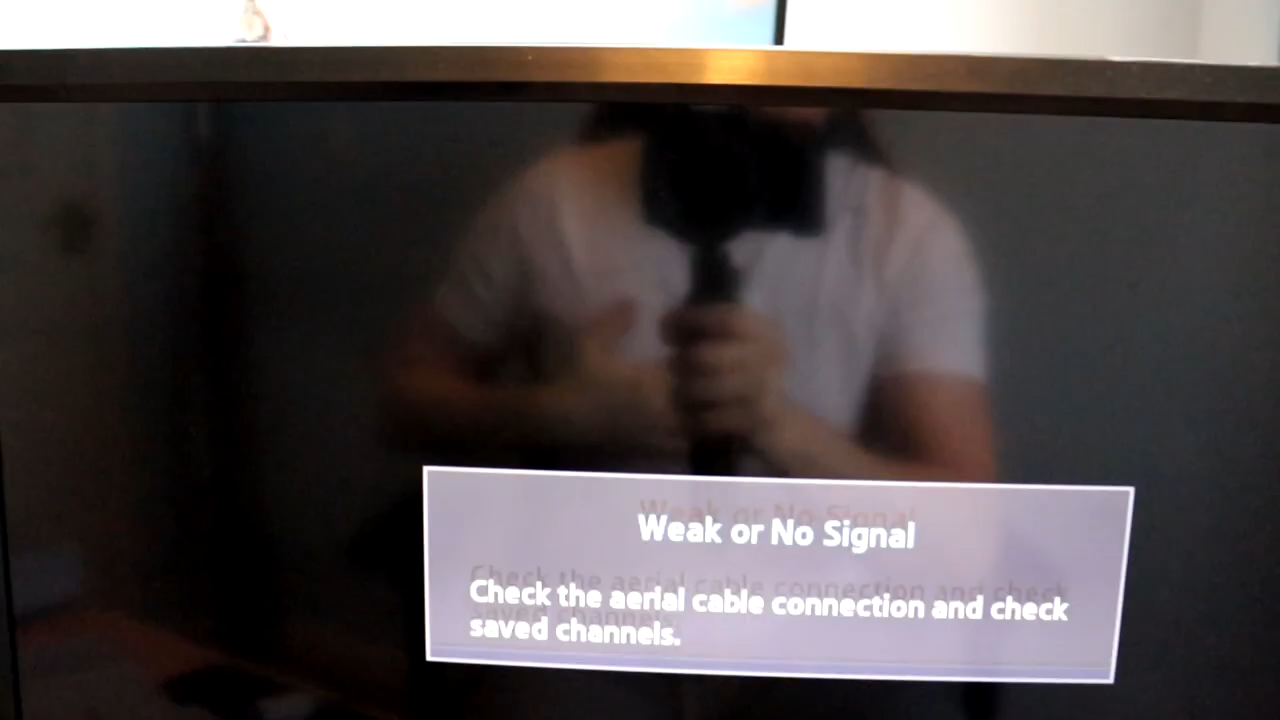 Weak or No Signal
Check the aerial cable connection and check
saved channels.